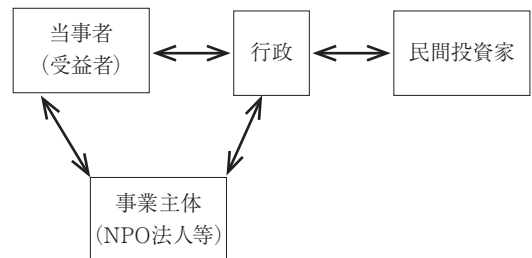 当事者
（受益者）
行政
民間投資家
事業主体
（NPO法人等）